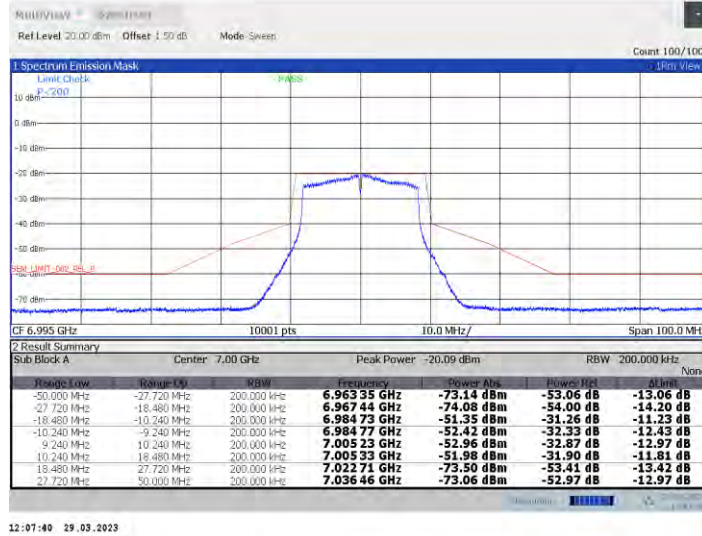 MultiView Spectrum
Ref Level 20.00 dBm Offset 1.50 dB Mode Sweep
Count 100/100
1 Spectrum Emission Mask 1Rm View
Limit Check PASS
P<200
10 dBm
0 dBm
-10 dBm
-20 dBm
-30 dBm
-40 dBm
-50 dBm
-60 dBm
-70 dBm
CF 6.995 GHz 10001 pts 10.0 MHz/ Span 100.0 MHz
2 Result Summary
Sub Block A Center 7.00 GHz Peak Power -20.09 dBm RBW 200.000 kHz
None
Range Low Range Up RBW Frequency Power Abs Power Rel ΔLimit
-50.000 MHz -27.720 MHz 200.000 kHz 6.963 35 GHz -73.14 dBm -53.06 dB -13.06 dB
-27.720 MHz -18.480 MHz 200.000 kHz 6.967 44 GHz -74.08 dBm -54.00 dB -14.20 dB
-18.480 MHz -10.240 MHz 200.000 kHz 6.984 73 GHz -51.35 dBm -31.26 dB -11.23 dB
-10.240 MHz -9.240 MHz 200.000 kHz 6.984 77 GHz -52.42 dBm -32.33 dB -12.43 dB
9.240 MHz 10.240 MHz 200.000 kHz 7.005 23 GHz -52.96 dBm -32.87 dB -12.97 dB
10.240 MHz 18.480 MHz 200.000 kHz 7.005 33 GHz -51.98 dBm -31.90 dB -11.81 dB
18.480 MHz 27.720 MHz 200.000 kHz 7.022 71 GHz -73.50 dBm -53.41 dB -13.42 dB
27.720 MHz 50.000 MHz 200.000 kHz 7.036 46 GHz -73.06 dBm -52.97 dB -12.97 dB
12:07:40 29.03.2023